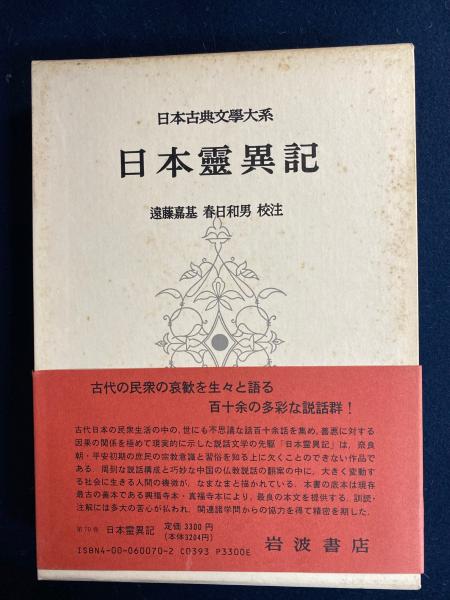 日本古典文學大系
日本靈異記
遠藤嘉基 春日和男 校注
古代の民衆の哀歓を生々と語る
百十余の多彩な説話群!
古代日本の民衆生活の中の、世にも不思議な話百十余話を集め、善悪に対する
因果の関係を極めて現実的に示した説話文学の先駆「日本霊異記」は、奈良
朝・平安初期の庶民の宗教意識と習俗を知る上に欠くことのできない作品で
ある. 周到な説話構成と巧妙な中国の仏教説話の翻案の中に、大きく変動す
る社会に生きる人間の機微が、なまなまと描かれている. 本書の底本は現存
最古の善本である興福寺本・真福寺本により、最良の本文を提供する. 訓読・
注解には多大の苦心が払われ、関連諸学問からの協力を得て精密を期した.
第70巻 日本霊異記 定価 3300円
(本体3204円)
ISBN4-00-060070-2 C0393 P3300E
岩波書店